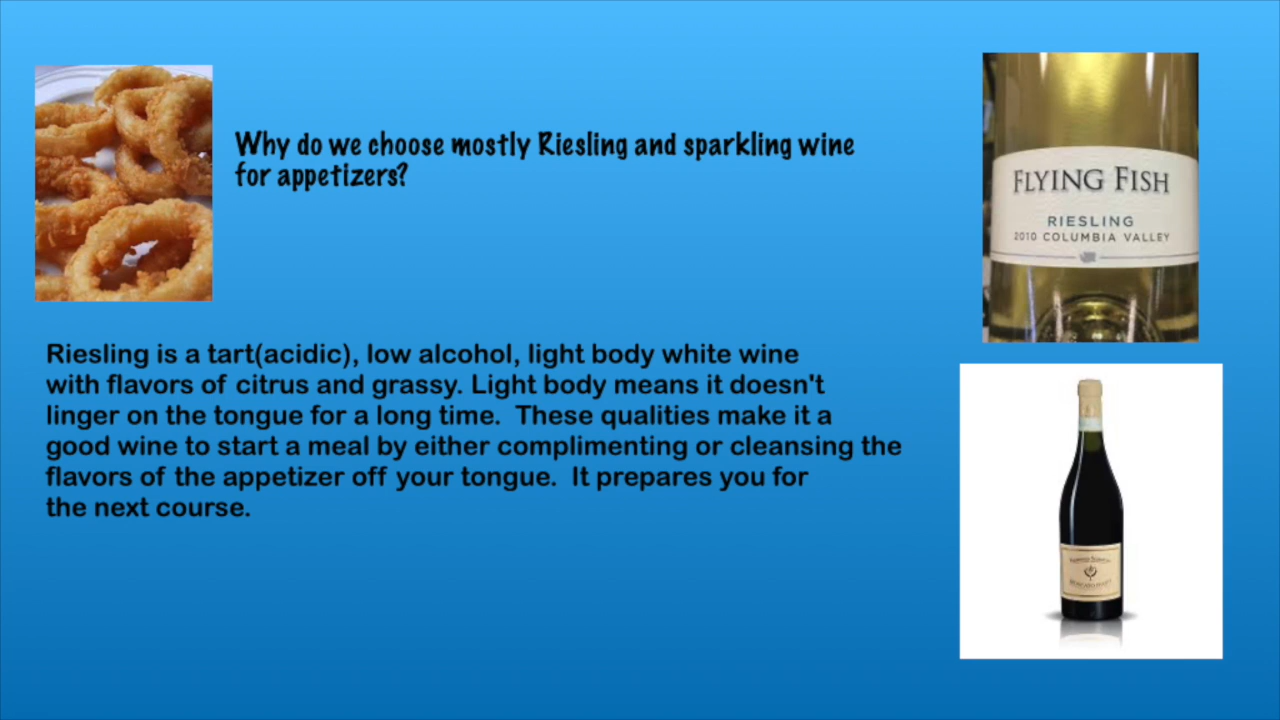 Why do we choose mostly Riesling and sparkling wine
for appetizers?
FLYING FISH
RIESLING
2010 COLUMBIA VALLEY
Riesling is a tart(acidic), low alcohol, light body white wine
with flavors of citrus and grassy. Light body means it doesn't
linger on the tongue for a long time.  These qualities make it a
good wine to start a meal by either complimenting or cleansing the
flavors of the appetizer off your tongue.  It prepares you for
the next course.